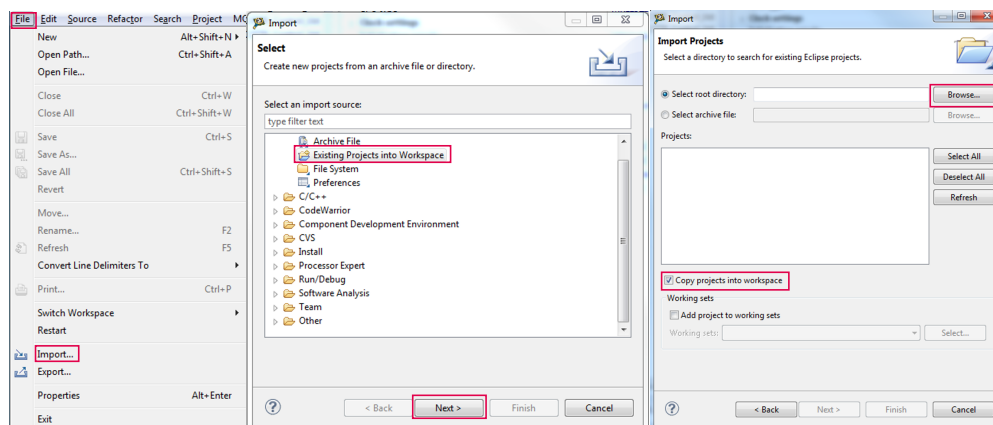 File Edit Source Refactor Search Project
New Alt+Shift+N
Open Path... Ctrl+Shift+A
Open File...
Close Ctrl+W
Close All Ctrl+Shift+W
Save Ctrl+S
Save As...
Save All Ctrl+Shift+S
Revert
Move...
Rename... F2
Refresh F5
Convert Line Delimiters To
Print... Ctrl+P
Switch Workspace
Restart
Import...
Export...
Properties Alt+Enter
Exit
Import
Select
Create new projects from an archive file or directory.
Select an import source:
type filter text
Archive File
Existing Projects into Workspace
File System
Preferences
C/C++
CodeWarrior
Component Development Environment
CVS
Install
Processor Expert
Run/Debug
Software Analysis
Team
Other
< Back Next > Finish Cancel
Import
Import Projects
Select a directory to search for existing Eclipse projects.
Select root directory: Browse...
Select archive file: Browse...
Projects:
Select All
Deselect All
Refresh
Copy projects into workspace
Working sets
Add project to working sets
Working sets: Select...
< Back Next > Finish Cancel